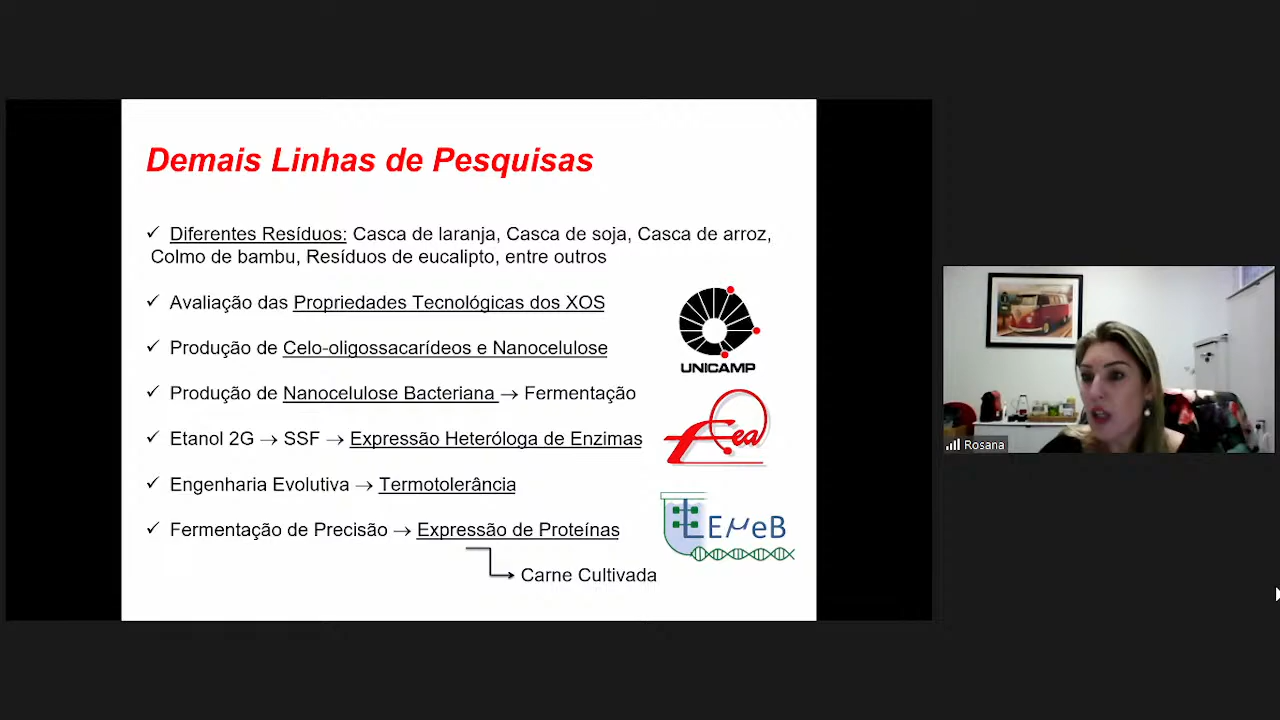 Demais Linhas de Pesquisas
✓ Diferentes Resíduos: Casca de laranja, Casca de soja, Casca de arroz,
Colmo de bambu, Resíduos de eucalipto, entre outros
✓ Avaliação das Propriedades Tecnológicas dos XOS
✓ Produção de Celo-oligossacarídeos e Nanocelulose
✓ Produção de Nanocelulose Bacteriana → Fermentação
✓ Etanol 2G → SSF → Expressão Heteróloga de Enzimas
✓ Engenharia Evolutiva → Termotolerância
✓ Fermentação de Precisão → Expressão de Proteínas
Carne Cultivada
UNICAMP
fea
LEμeB
Rosana